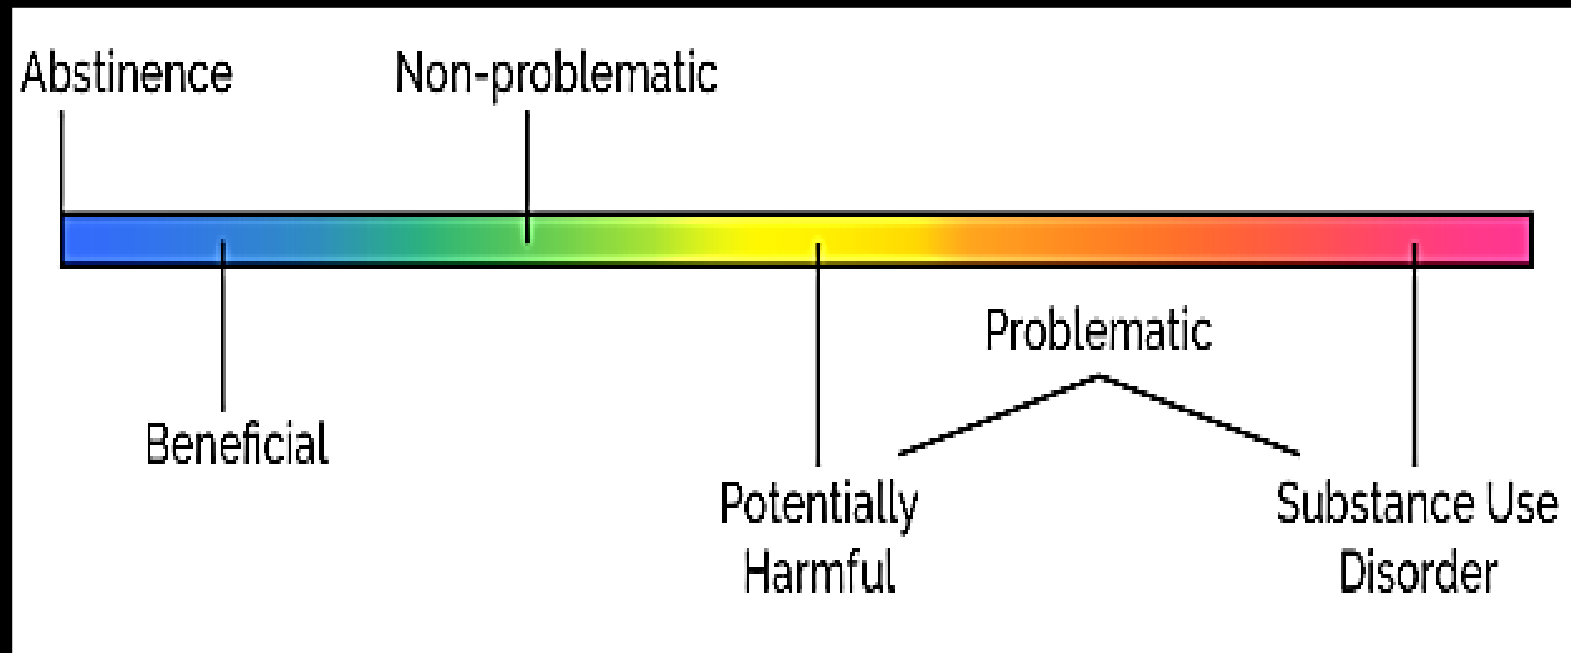 Abstinence
Non-problematic
Problematic
Beneficial
Potentially
Harmful
Substance Use
Disorder